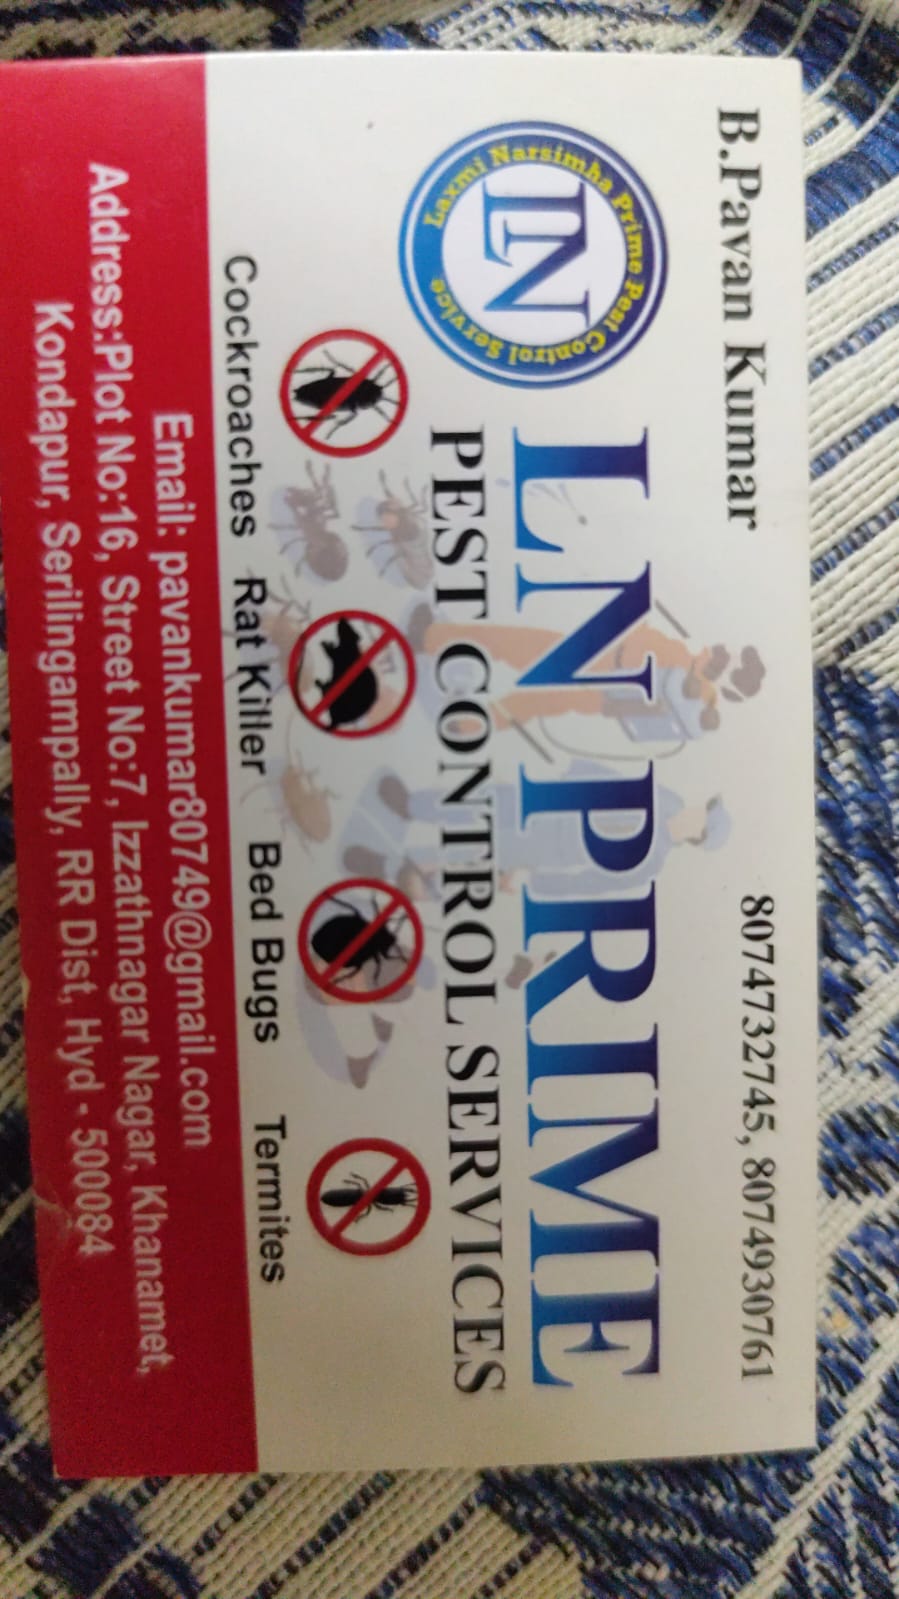 B.Pavan Kumar 8074732745, 8074930761
Laxmi Narsimha Prime Pest Control Service
LN
LN PRIME
PEST CONTROL SERVICES
Cockroaches Rat Killer Bed Bugs Termites
Email: pavankumar80749@gmail.com
Address:Plot No:16, Street No:7, Izzathnagar Nagar, Khanamet,
Kondapur, Serilingampally, RR Dist, Hyd - 500084